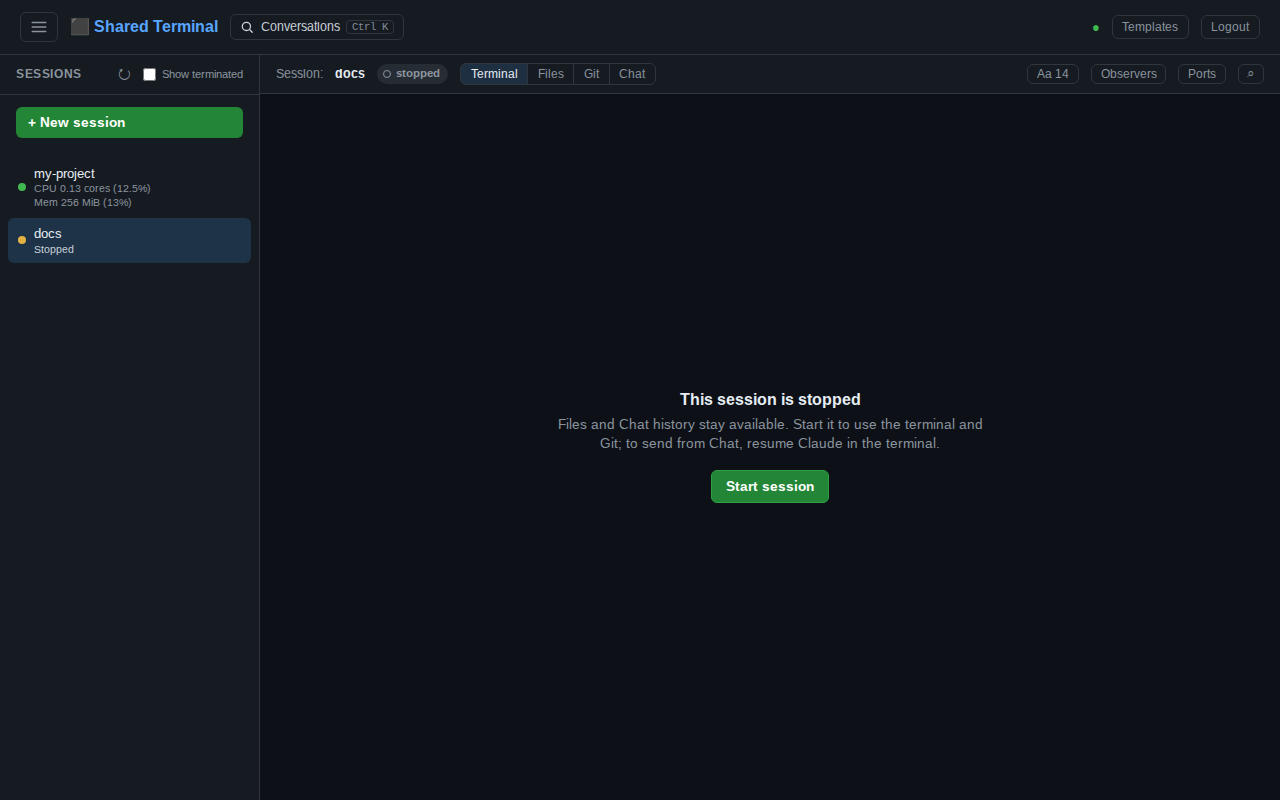 Shared Terminal
Conversations Ctrl K
Templates
Logout
SESSIONS
Show terminated
Session: docs
stopped
Terminal
Files
Git
Chat
Aa 14
Observers
Ports
+ New session
my-project
CPU 0.13 cores (12.5%)
Mem 256 MiB (13%)
docs
Stopped
This session is stopped
Files and Chat history stay available. Start it to use the terminal and
Git; to send from Chat, resume Claude in the terminal.
Start session